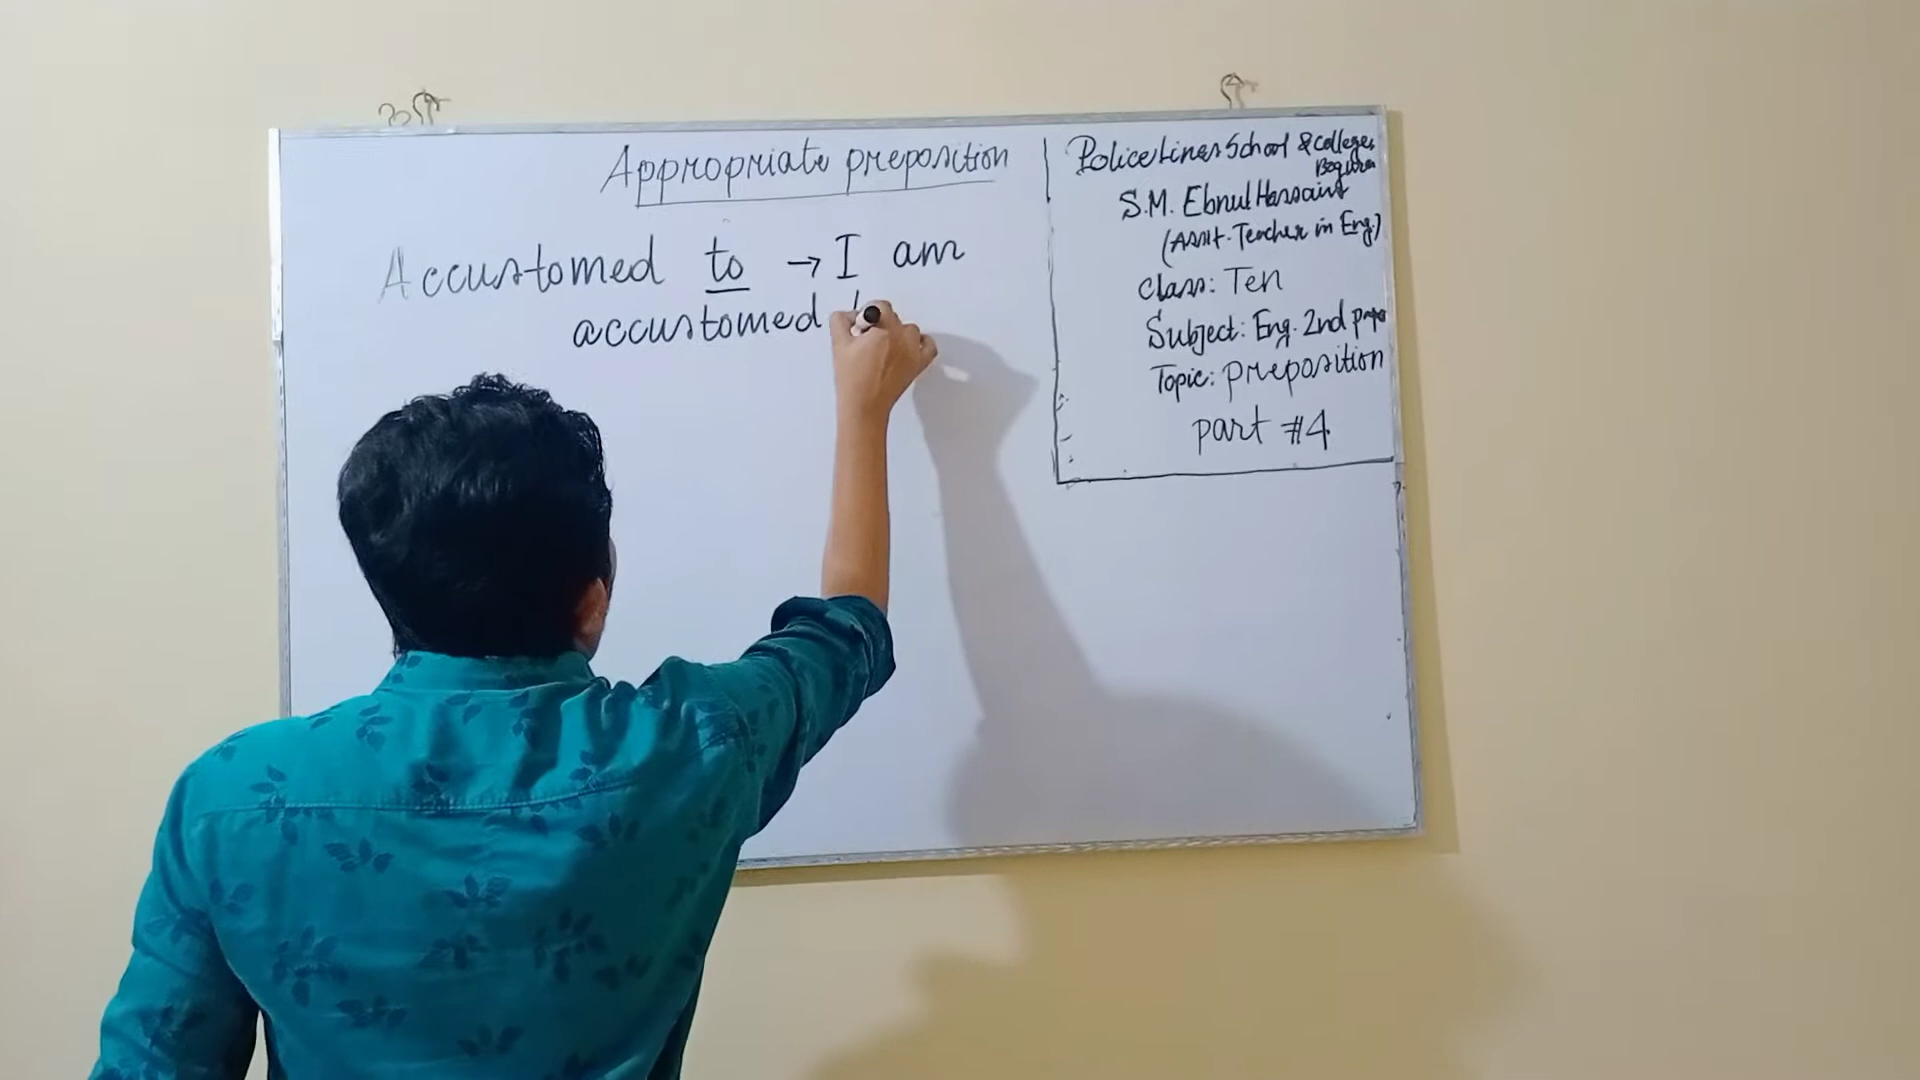 Appropriate preposition
Accustomed to → I am
accustomed t
Police Lines School & College,
Bogura
S.M. Ebnul Hassain
(Asst. Teacher in Eng.)
Class: Ten
Subject: Eng. 2nd paper
Topic: preposition
part #4